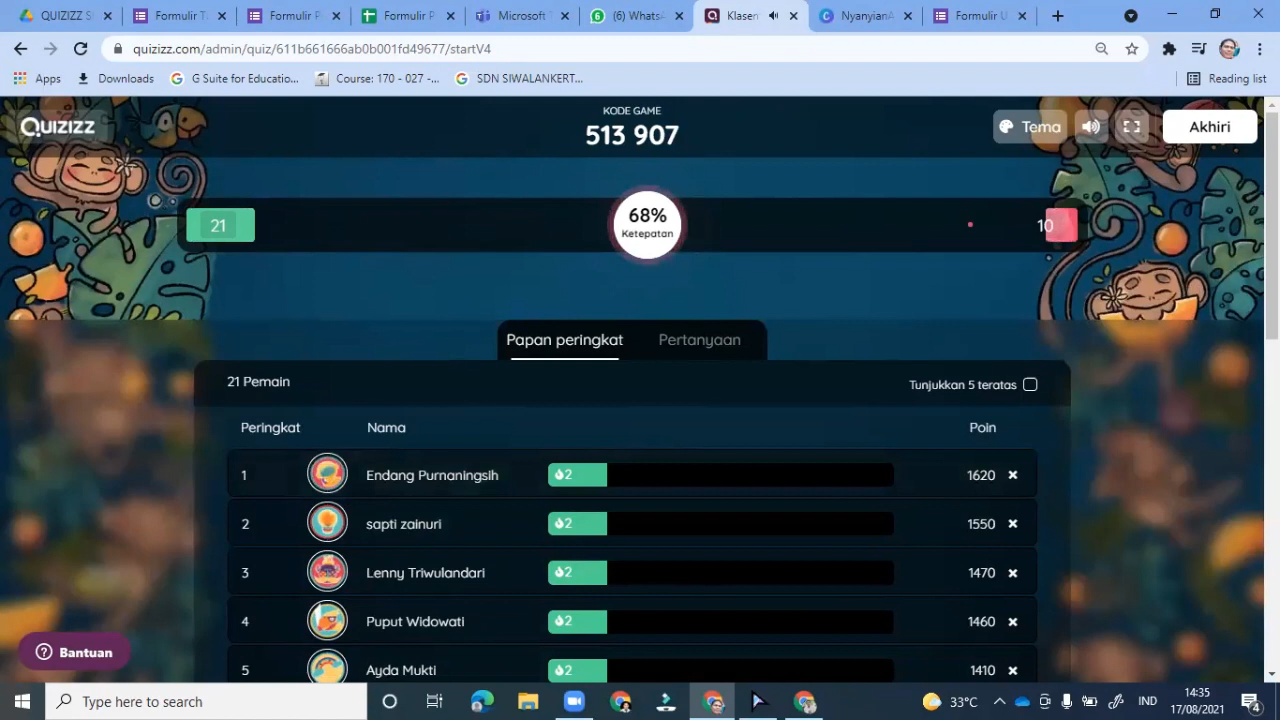 GOOGLE S
Formulir T
Formulir P
Formulir P
Microsoft
(6) Whats
Klasen
NyanyianA
Formulir U
quizizz.com/admin/quiz/611b661666ab0b001fd49677/startV4
Apps
Downloads
G Suite for Educatio...
Course: 170 - 027 -...
SDN SIWALANKERT...
Reading list
QUIZIZZ
KODE GAME
513 907
Tema
Akhiri
21
68%
Ketepatan
10
Papan peringkat
Pertanyaan
21 Pemain
Tunjukkan 5 teratas
Peringkat Nama Poin
1 Endang Purnaningsih 2 1620
2 sapti zainuri 2 1550
3 Lenny Triwulandari 2 1470
4 Puput Widowati 2 1460
5 Ayda Mukti 2 1410
Bantuan
Type here to search
33°C
IND
14:35
17/08/2021
4